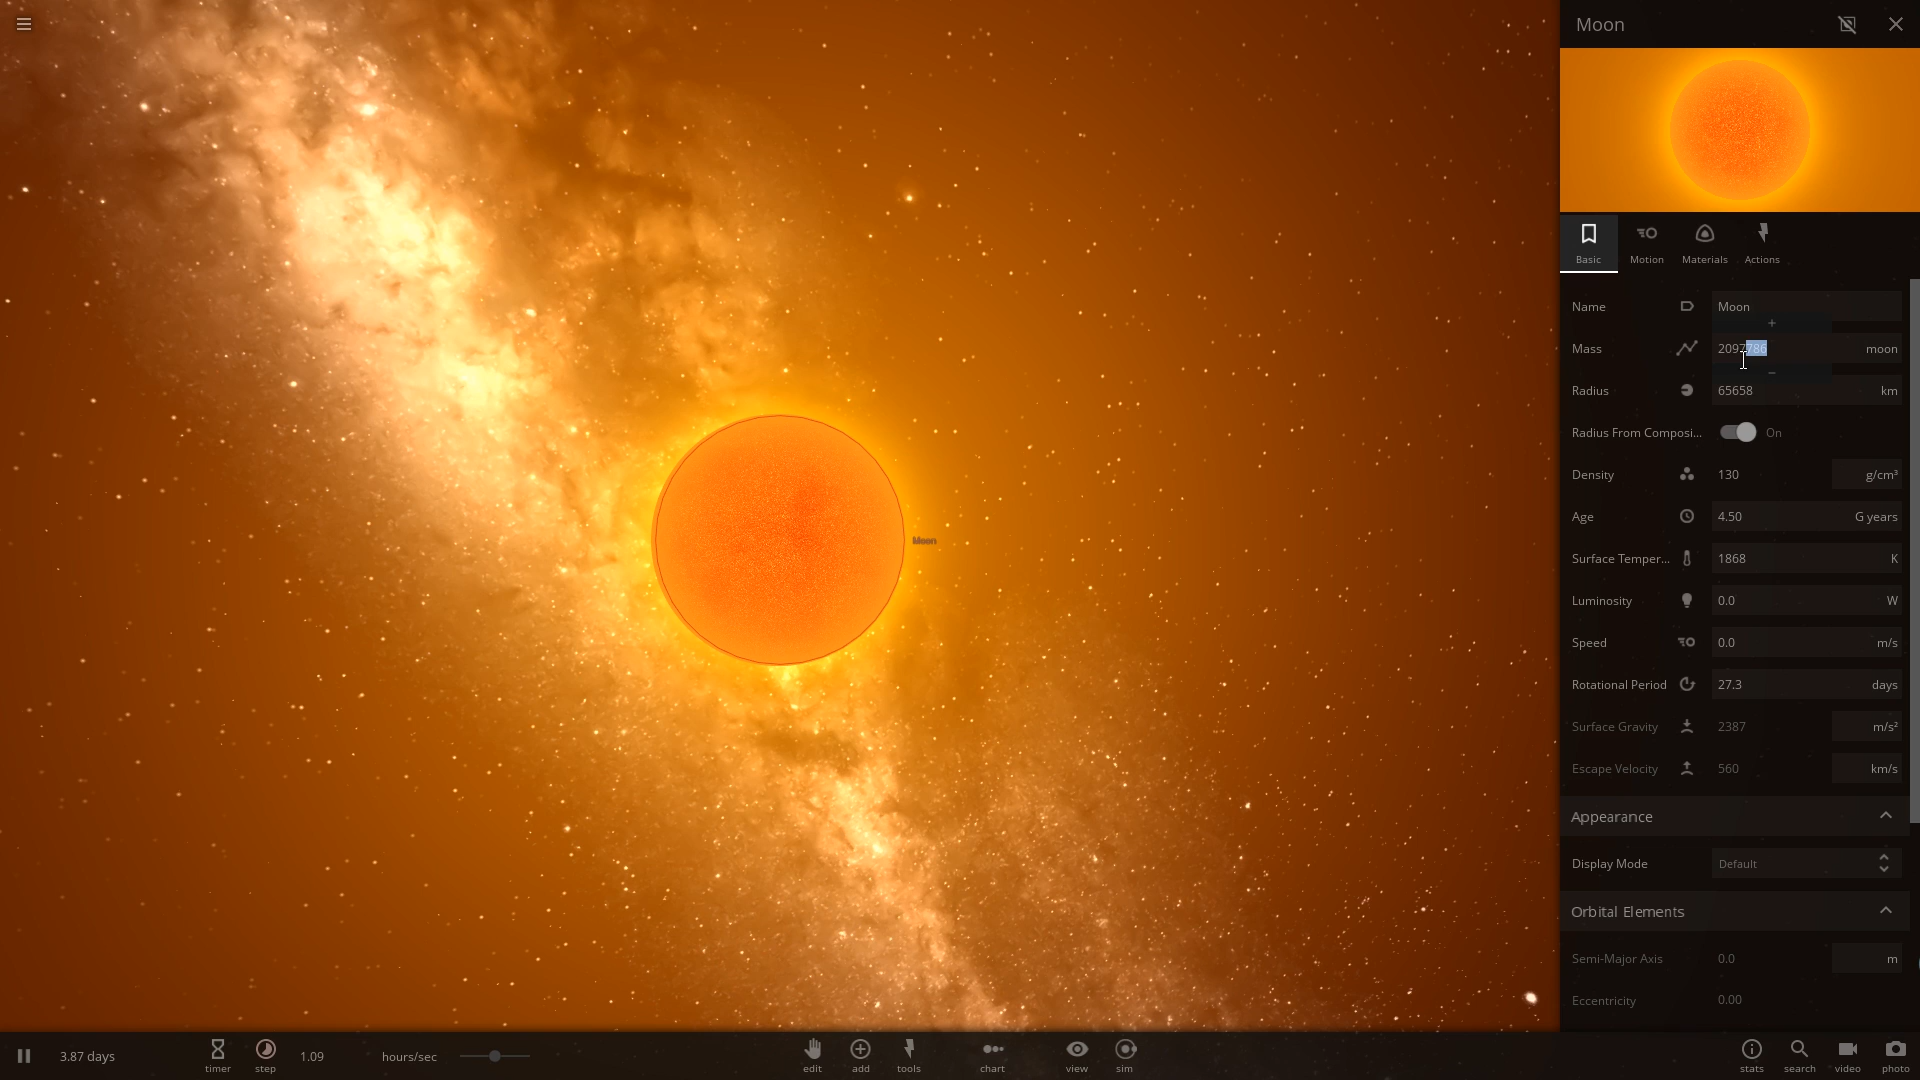 Moon
Basic
Motion
Materials
Actions
Name Moon
+
Mass 2097786 moon
−
Radius 65658 km
Radius From Composi... On
Density 130 g/cm³
Age 4.50 G years
Surface Temper... 1868 K
Luminosity 0.0 W
Speed 0.0 m/s
Rotational Period 27.3 days
Surface Gravity 2387 m/s²
Escape Velocity 560 km/s
Appearance
Display Mode Default
Orbital Elements
Semi-Major Axis 0.0 m
Eccentricity 0.00
Moon
3.87 days
timer
step
1.09 hours/sec
edit
add
tools
chart
view
sim
stats
search
video
photo